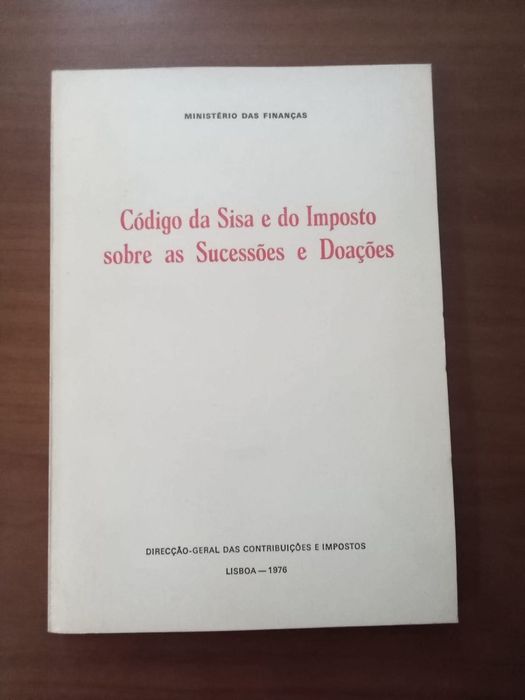 MINISTÉRIO DAS FINANÇAS
Código da Sisa e do Imposto
sobre as Sucessões e Doações
DIRECÇÃO-GERAL DAS CONTRIBUIÇÕES E IMPOSTOS
LISBOA — 1976